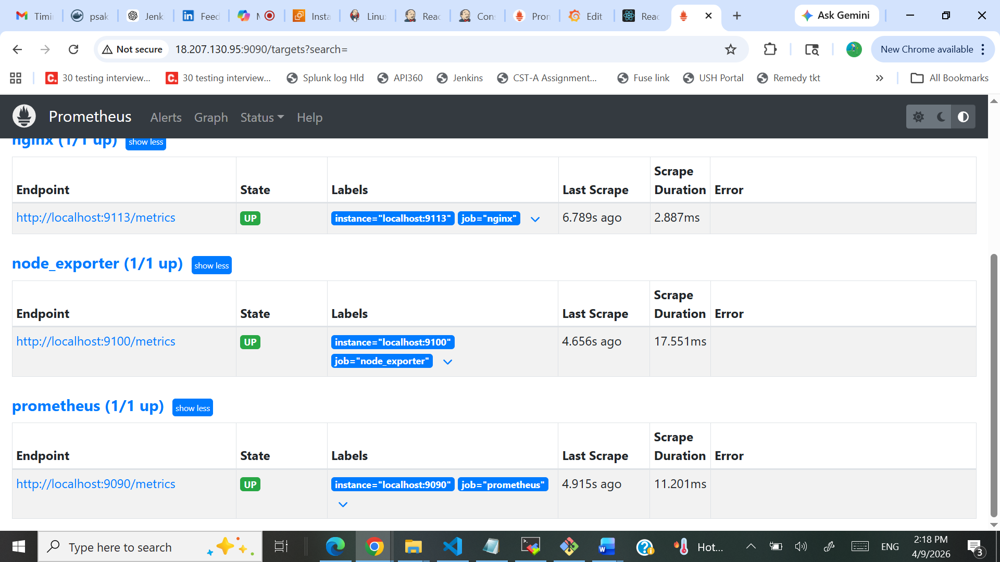 Timi
psak
Jenk
Feed
Insta
Linu
Reac
Cons
Pron
Edit
Reac
Ask Gemini
Not secure
18.207.130.95:9090/targets?search=
New Chrome available
30 testing interview...
30 testing interview...
Splunk log Hld
API360
Jenkins
CST-A Assignment...
Fuse link
USH Portal
Remedy tkt
All Bookmarks
Prometheus Alerts Graph Status Help
nginx (1/1 up) show less
Endpoint State Labels Last Scrape Scrape Duration Error
http://localhost:9113/metrics UP instance="localhost:9113" job="nginx" 6.789s ago 2.887ms
node_exporter (1/1 up) show less
Endpoint State Labels Last Scrape Scrape Duration Error
http://localhost:9100/metrics UP instance="localhost:9100" job="node_exporter" 4.656s ago 17.551ms
prometheus (1/1 up) show less
Endpoint State Labels Last Scrape Scrape Duration Error
http://localhost:9090/metrics UP instance="localhost:9090" job="prometheus" 4.915s ago 11.201ms
Type here to search
Hot...
ENG
2:18 PM
4/9/2026
3